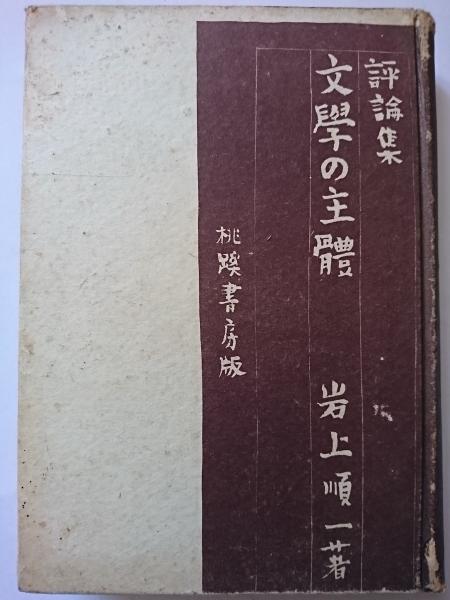 評論集
文學の主體
岩上順一著
桃蹊書房版